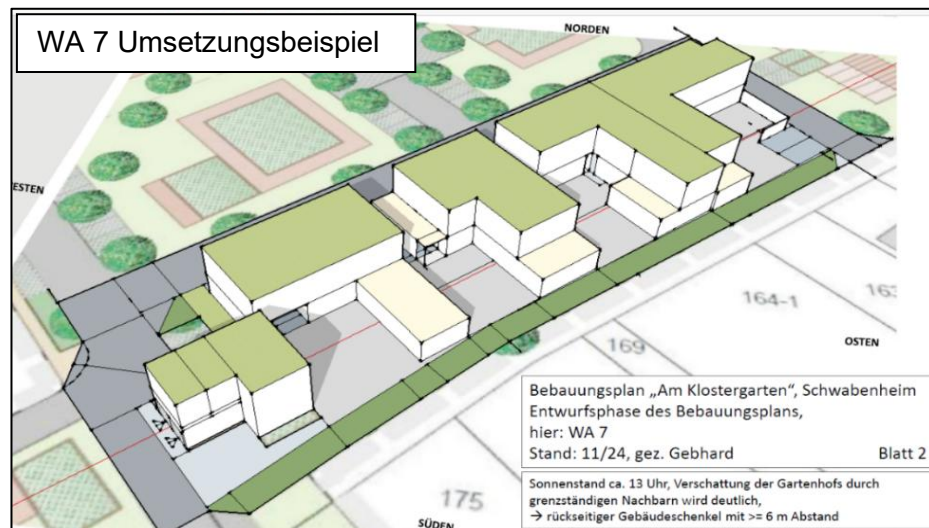 WA 7 Umsetzungsbeispiel
NORDEN
ESTEN
164-1
163
169
OSTEN
Bebauungsplan „Am Klostergarten“, Schwabenheim
Entwurfsphase des Bebauungsplans,
hier: WA 7
Stand: 11/24, gez. Gebhard Blatt 2
Sonnenstand ca. 13 Uhr, Verschattung der Gartenhofs durch
grenzständigen Nachbarn wird deutlich,
→ rückseitiger Gebäudeschenkel mit >= 6 m Abstand
175
SÜDEN